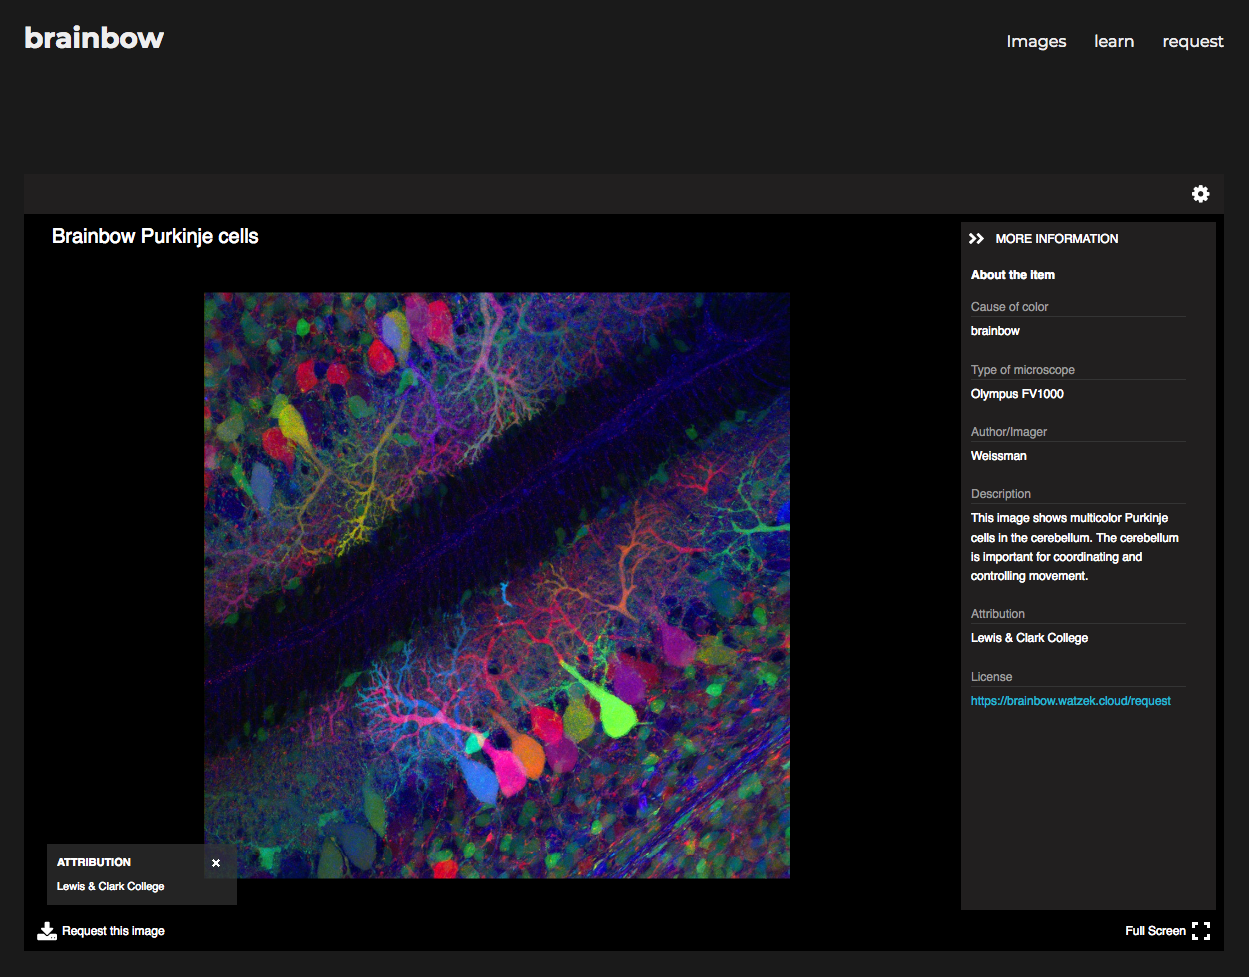 brainbow
Images
learn
request
Brainbow Purkinje cells
MORE INFORMATION
About the item
Cause of color
brainbow
Type of microscope
Olympus FV1000
Author/Imager
Weissman
Description
This image shows multicolor Purkinje
cells in the cerebellum. The cerebellum
is important for coordinating and
controlling movement.
Attribution
Lewis & Clark College
License
https://brainbow.watzek.cloud/request
ATTRIBUTION
Lewis & Clark College
Request this image
Full Screen